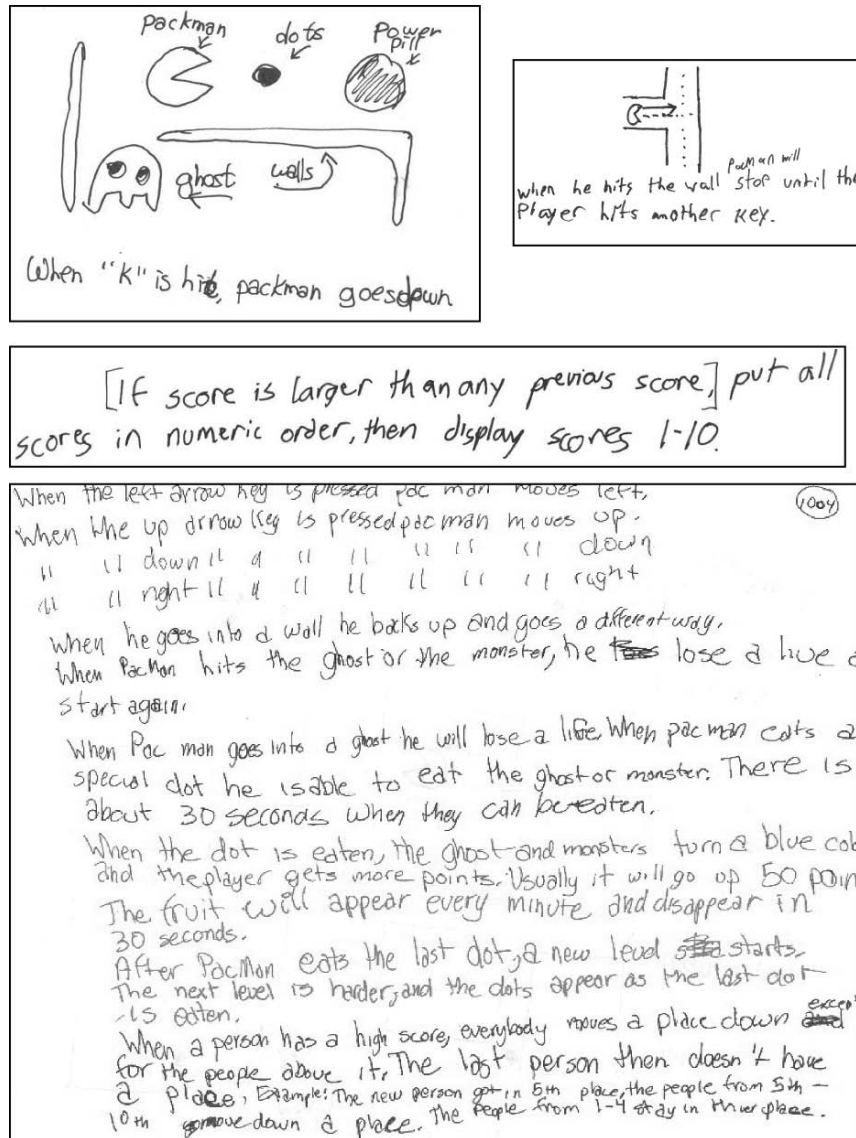 packman
dots
Power
pill
ghost
walls
When "K" is hit, packman goes down
pacman will
when he hits the wall stop until the
Player hits another key.
[If score is larger than any previous score,] put all
scores in numeric order, then display scores 1-10.
When the left arrow key is pressed pac man moves left.
1004
When the up arrow key is pressed pac man moves up.
" " down " " " " " " " down
" " right " " " " " " " right
When he goes into a wall he backs up and goes a different way.
When PacMan hits the ghost or the monster, he lose a live a
start again.
When Pac man goes into a ghost he will lose a life. When pac man eats a
special dot he is able to eat the ghost or monster. There is
about 30 seconds when they can be eaten.
When the dot is eaten, the ghost and monsters turn a blue col
and the player gets more points. Usually it will go up 50 poin
The fruit will appear every minute and disappear in
30 seconds.
After PacMan eats the last dot, a new level starts.
The next level is harder, and the dots appear as the last dot
is eaten.
When a person has a high score, everybody moves a place down excep
for the people above it. The last person then doesn't have
a place, Example: The new person got in 5th place, the people from 5th -
10th move down a place. The people from 1-4 stay in place.